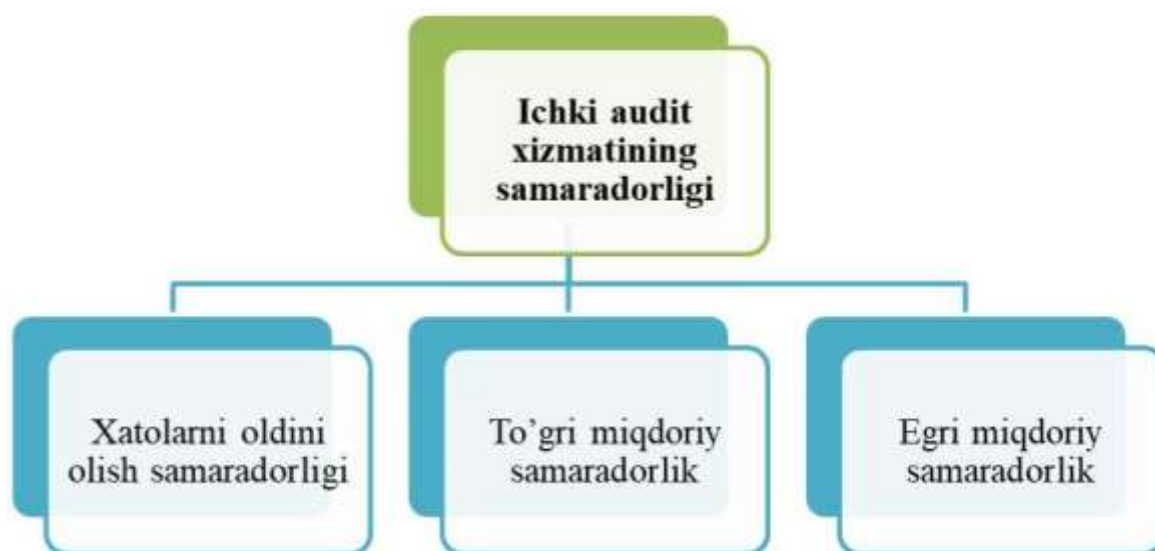 Ichki audit
xizmatining
samaradorligi
Xatolarni oldini
olish samaradorligi
To’gri miqdoriy
samaradorlik
Egri miqdoriy
samaradorlik